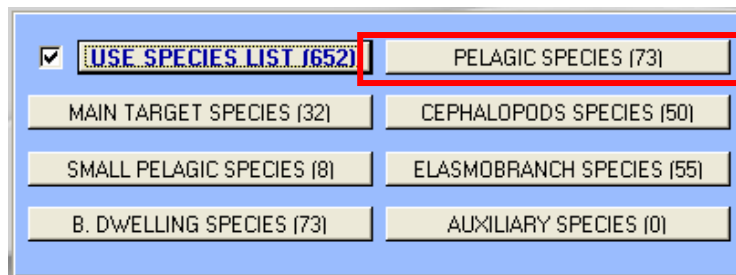 USE SPECIES LIST (652) PELAGIC SPECIES (73)
MAIN TARGET SPECIES (32) CEPHALOPODS SPECIES (50)
SMALL PELAGIC SPECIES (8) ELASMOBRANCH SPECIES (55)
B. DWELLING SPECIES (73) AUXILIARY SPECIES (0)